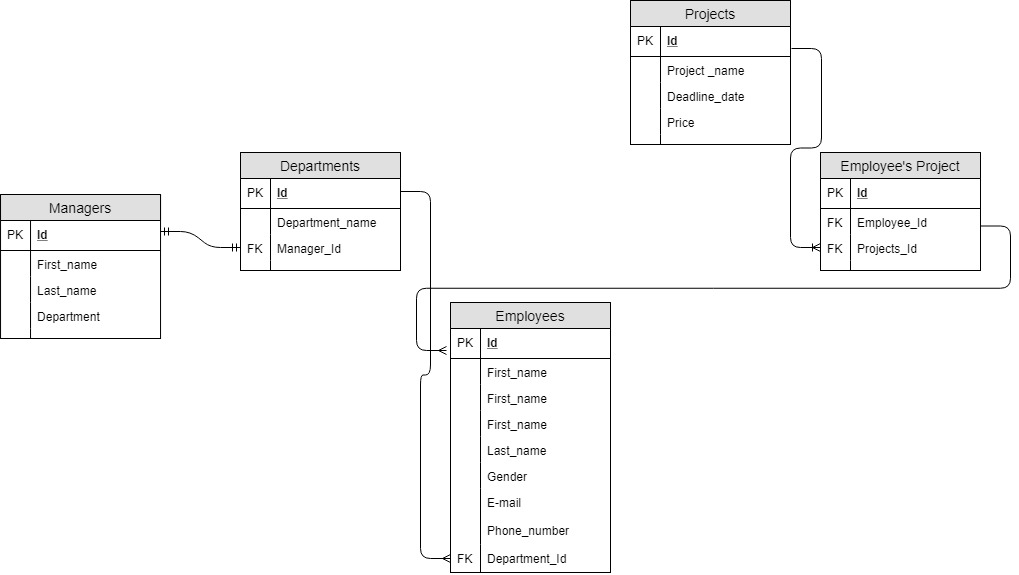 Projects
PK Id
Project _name
Deadline_date
Price
Departments
PK Id
Department_name
FK Manager_Id
Employee's Project
PK Id
FK Employee_Id
FK Projects_Id
Managers
PK Id
First_name
Last_name
Department
Employees
PK Id
First_name
First_name
First_name
Last_name
Gender
E-mail
Phone_number
FK Department_Id